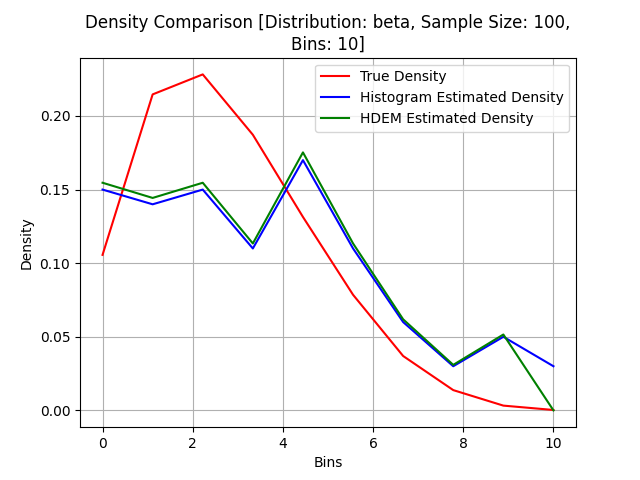 Density Comparison [Distribution: beta, Sample Size: 100,
Bins: 10]
True Density
Histogram Estimated Density
HDEM Estimated Density
Density
0.20
0.15
0.10
0.05
0.00
0 2 4 6 8 10
Bins